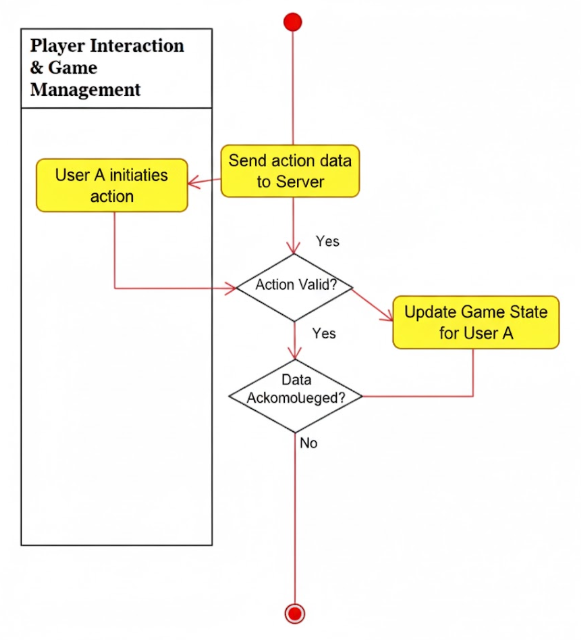 Player Interaction
& Game
Management
Send action data
to Server
User A initiaties
action
Yes
Action Valid?
Update Game State
for User A
Yes
Data
Ackomoueged?
No